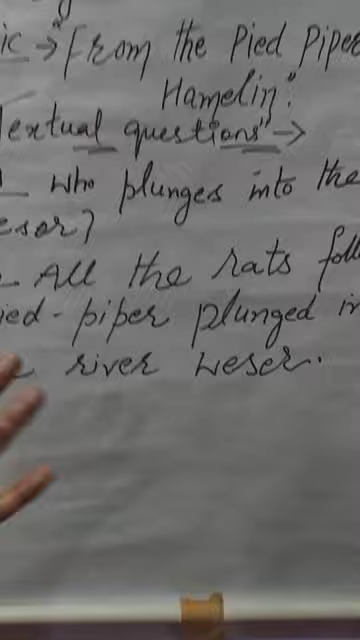 ic → "From the Pied Pipe
Hamelin".
Textual questions" →
Who plunges into the
eser?
All the rats foll
ied-piper plunged in
e river weser.